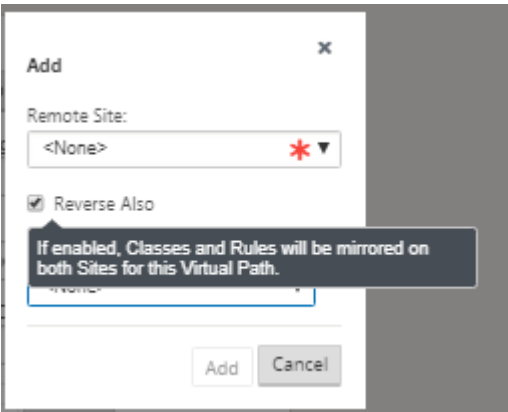 Add
×
Remote Site:
<None>
Reverse Also
If enabled, Classes and Rules will be mirrored on
both Sites for this Virtual Path.
<None>
Add
Cancel